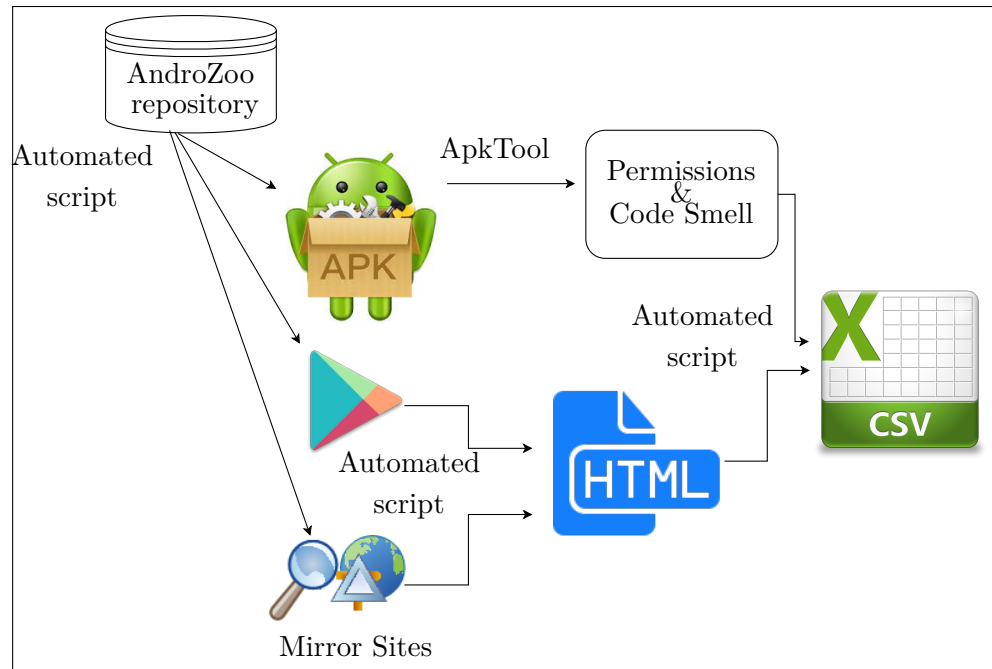 AndroZoo
repository
Automated
script
ApkTool
Permissions
&
Code Smell
APK
Automated
script
CSV
Automated
script
HTML
Mirror Sites